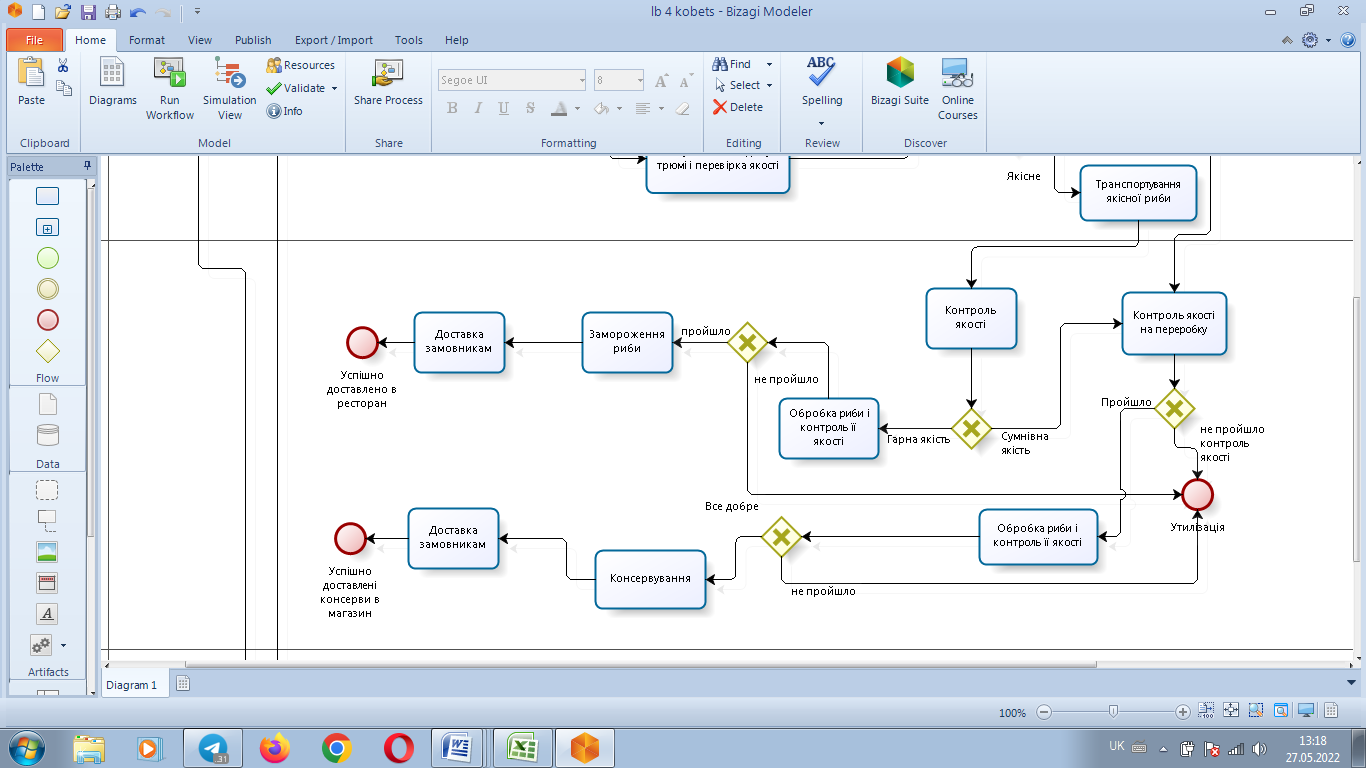 lb 4 kobets - Bizagi Modeler
File Home Format View Publish Export / Import Tools Help
Paste
Clipboard
Diagrams
Run Workflow
Simulation View
Resources
Validate
Info
Model
Share Process
Share
Segoe UI
8
B I U S A
Formatting
Find
Select
Delete
Editing
ABC
Spelling
Review
Bizagi Suite
Online Courses
Discover
Palette
Flow
Data
A
Artifacts
трюмі і перевірка якості
Якісне
Транспортування
якісної риби
Контроль
якості
Контроль якості
на переробку
Доставка
замовникам
Замороження
риби
пройшло
Успішно
доставлено в
ресторан
не пройшло
Обробка риби і
контроль її
якості
Гарна якість
Сумнівна
якість
Пройшло
не пройшло
контроль
якості
Все добре
Утилізація
Доставка
замовникам
Обробка риби і
контроль її якості
Консервування
Успішно
доставлені
консерви в
магазин
не пройшло
Diagram 1
100%
.31
UK
13:18
27.05.2022